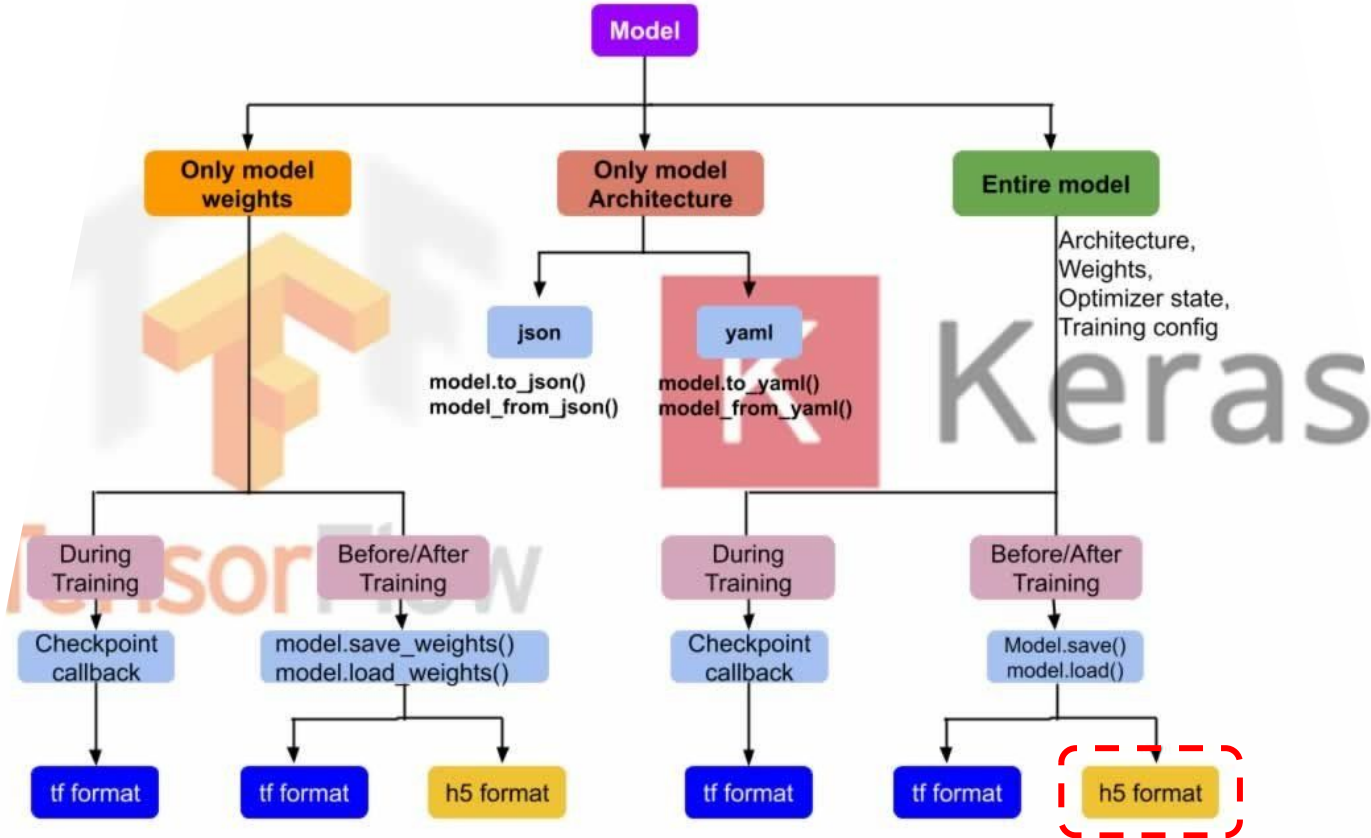 Model
Only model
weights
Only model
Architecture
Entire model
Architecture,
Weights,
Optimizer state,
Training config
json
yaml
model.to_json()
model_from_json()
model.to_yaml()
model_from_yaml()
K
Keras
TensorFlow
During
Training
Before/After
Training
During
Training
Before/After
Training
Checkpoint
callback
model.save_weights()
model.load_weights()
Checkpoint
callback
Model.save()
model.load()
tf format
tf format
h5 format
tf format
tf format
h5 format